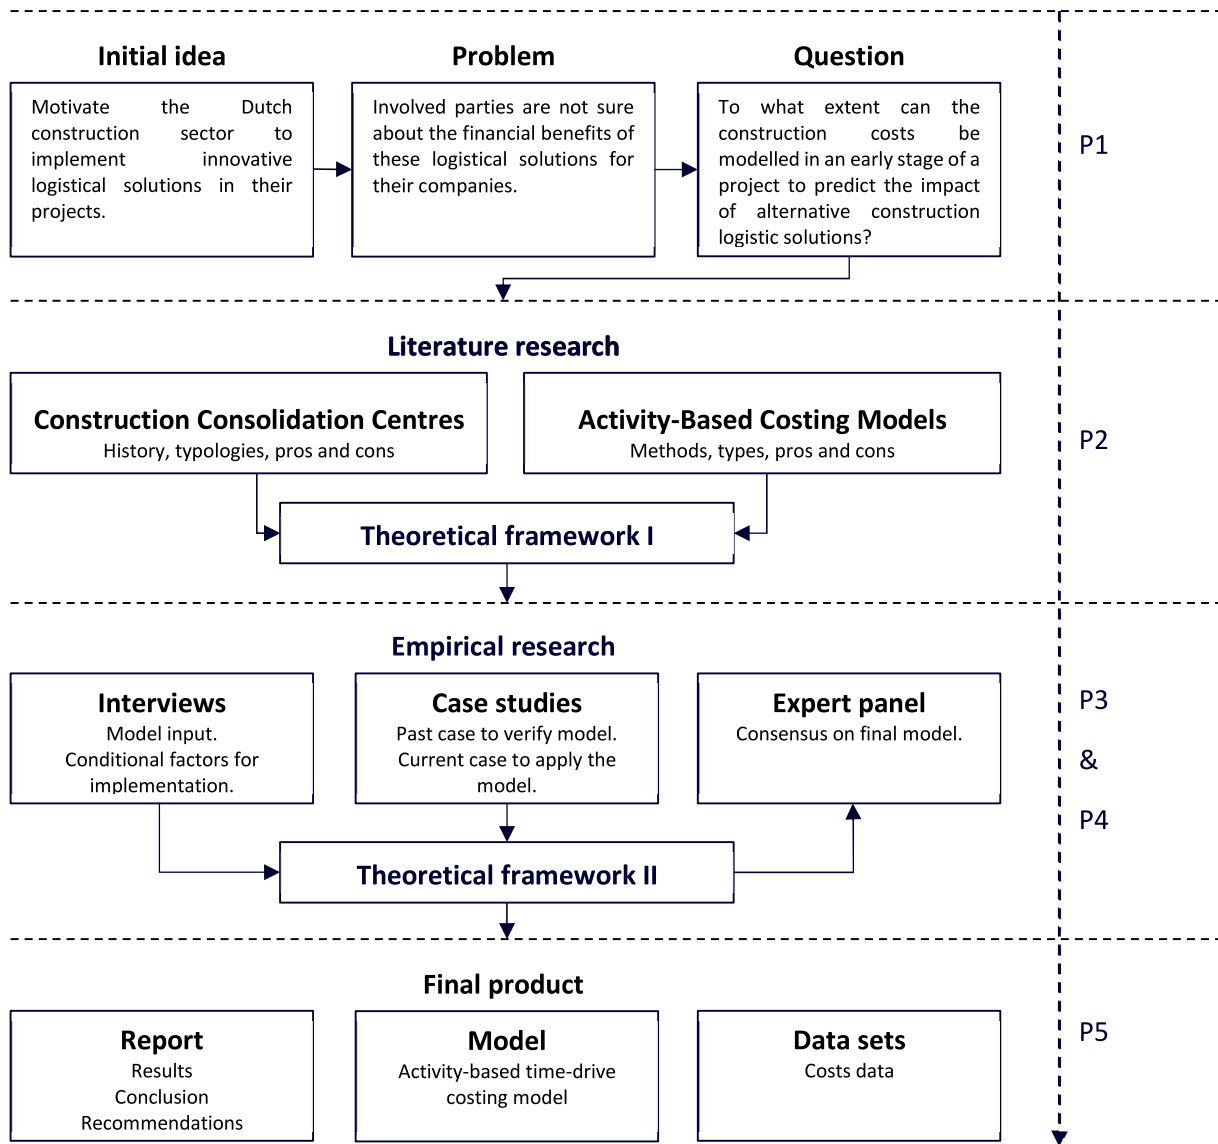 Initial idea
Problem
Question
Motivate the Dutch
construction sector to
implement innovative
logistical solutions in their
projects.
Involved parties are not sure
about the financial benefits of
these logistical solutions for
their companies.
To what extent can the
construction costs be
modelled in an early stage of a
project to predict the impact
of alternative construction
logistic solutions?
P1
Literature research
Construction Consolidation Centres
History, typologies, pros and cons
Activity-Based Costing Models
Methods, types, pros and cons
P2
Theoretical framework I
Empirical research
Interviews
Model input.
Conditional factors for
implementation.
Case studies
Past case to verify model.
Current case to apply the
model.
Expert panel
Consensus on final model.
P3
&
P4
Theoretical framework II
Final product
Report
Results
Conclusion
Recommendations
Model
Activity-based time-drive
costing model
Data sets
Costs data
P5